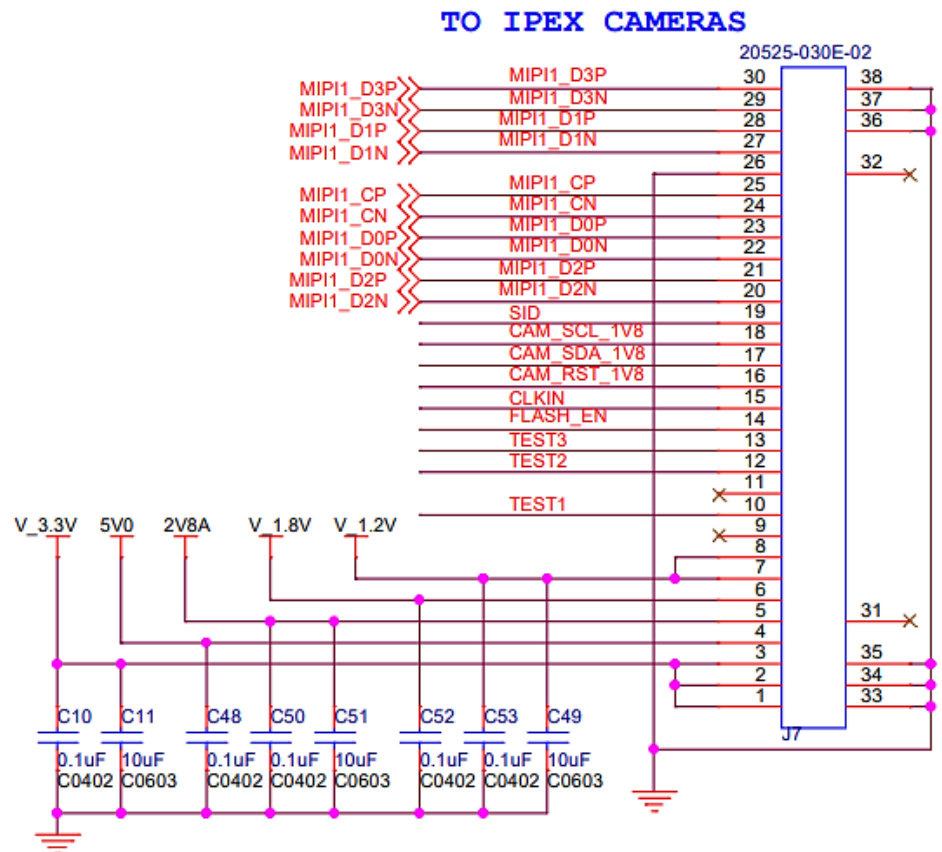 TO IPEX CAMERAS
20525-030E-02
MIPI1_D3P MIPI1_D3P 30 38
MIPI1_D3N MIPI1_D3N 29 37
MIPI1_D1P MIPI1_D1P 28 36
MIPI1_D1N MIPI1_D1N 27
26 32
MIPI1_CP MIPI1_CP 25
MIPI1_CN MIPI1_CN 24
MIPI1_D0P MIPI1_D0P 23
MIPI1_D0N MIPI1_D0N 22
MIPI1_D2P MIPI1_D2P 21
MIPI1_D2N MIPI1_D2N 20
SID 19
CAM_SCL_1V8 18
CAM_SDA_1V8 17
CAM_RST_1V8 16
CLKIN 15
FLASH_EN 14
TEST3 13
TEST2 12
11
TEST1 10
V_3.3V 5V0 2V8A V_1.8V V_1.2V 9
8
7
6
5 31
4
3 35
2 34
1 33
C10 C11 C48 C50 C51 C52 C53 C49 J7
0.1uF 10uF 0.1uF 0.1uF 10uF 0.1uF 0.1uF 10uF
C0402 C0603 C0402 C0402 C0603 C0402 C0402 C0603